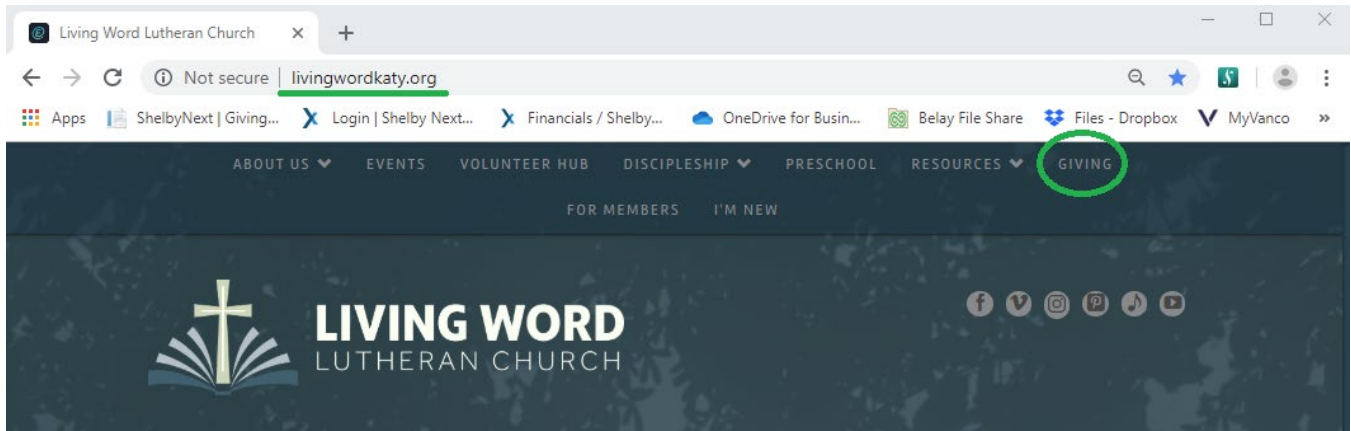 Living Word Lutheran Church
Not secure | livingwordkaty.org
Apps ShelbyNext | Giving... Login | Shelby Next... Financials / Shelby... OneDrive for Busin... Belay File Share Files - Dropbox MyVanco »
ABOUT US EVENTS VOLUNTEER HUB DISCIPLESHIP PRESCHOOL RESOURCES GIVING
FOR MEMBERS I'M NEW
LIVING WORD
LUTHERAN CHURCH